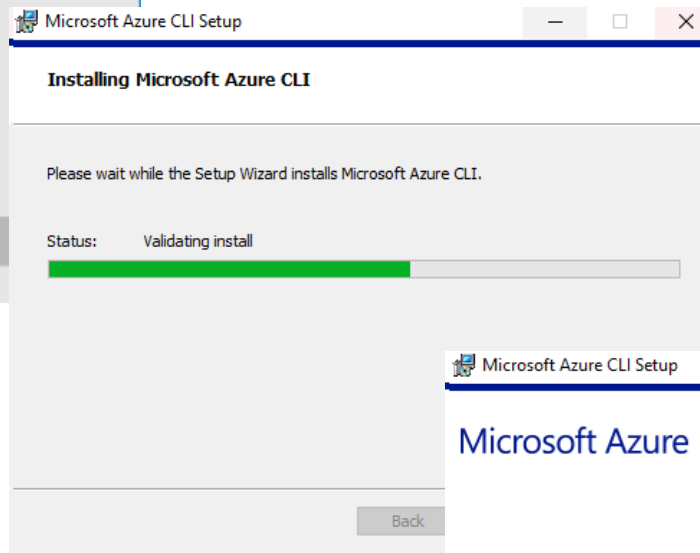 Microsoft Azure CLI Setup
Installing Microsoft Azure CLI
Please wait while the Setup Wizard installs Microsoft Azure CLI.
Status: Validating install
Microsoft Azure CLI Setup
Microsoft Azure
Back